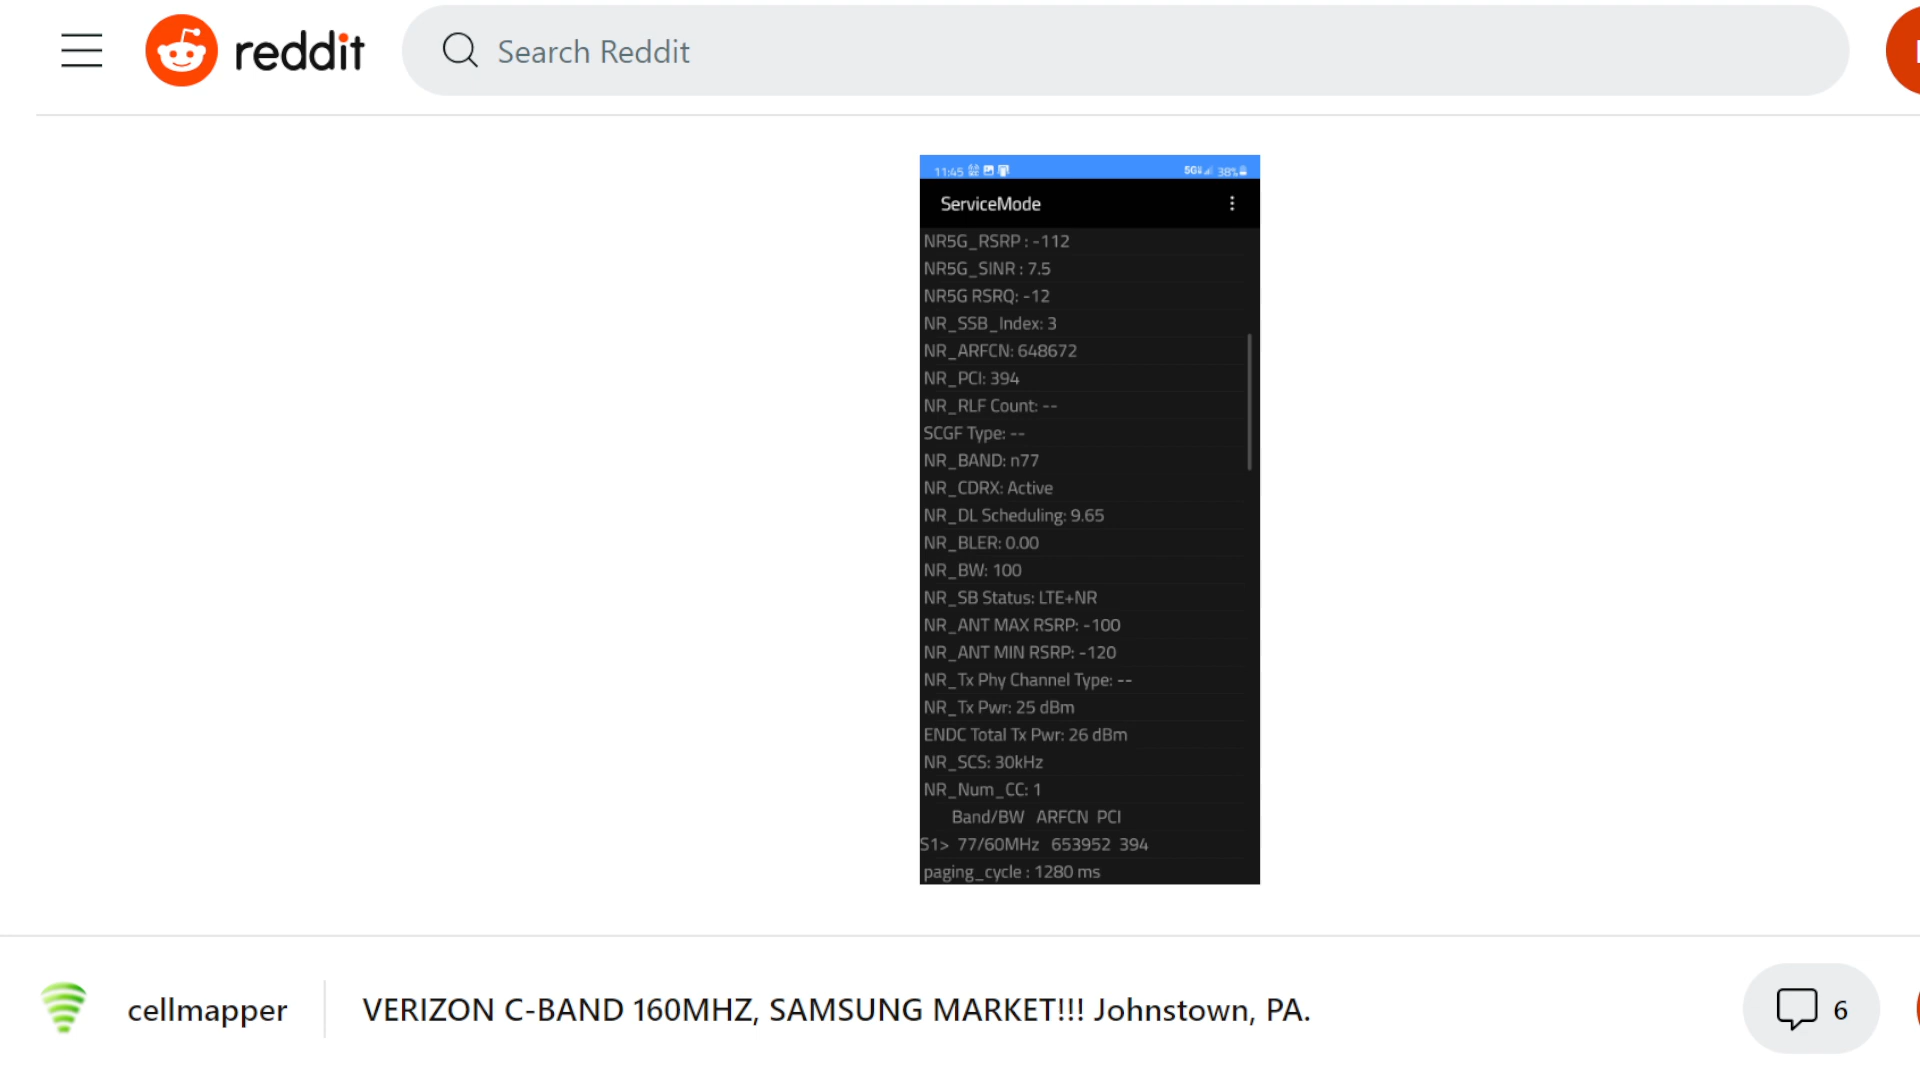 reddit
Search Reddit
11:45
38%
ServiceMode
NR5G_RSRP : -112
NR5G_SINR : 7.5
NR5G RSRQ: -12
NR_SSB_Index: 3
NR_ARFCN: 648672
NR_PCI: 394
NR_RLF Count: --
SCGF Type: --
NR_BAND: n77
NR_CDRX: Active
NR_DL Scheduling: 9.65
NR_BLER: 0.00
NR_BW: 100
NR_SB Status: LTE+NR
NR_ANT MAX RSRP: -100
NR_ANT MIN RSRP: -120
NR_Tx Phy Channel Type: --
NR_Tx Pwr: 25 dBm
ENDC Total Tx Pwr: 26 dBm
NR_SCS: 30kHz
NR_Num_CC: 1
Band/BW ARFCN PCI
S1> 77/60MHz 653952 394
paging_cycle : 1280 ms
cellmapper
VERIZON C-BAND 160MHZ, SAMSUNG MARKET!!! Johnstown, PA.
6